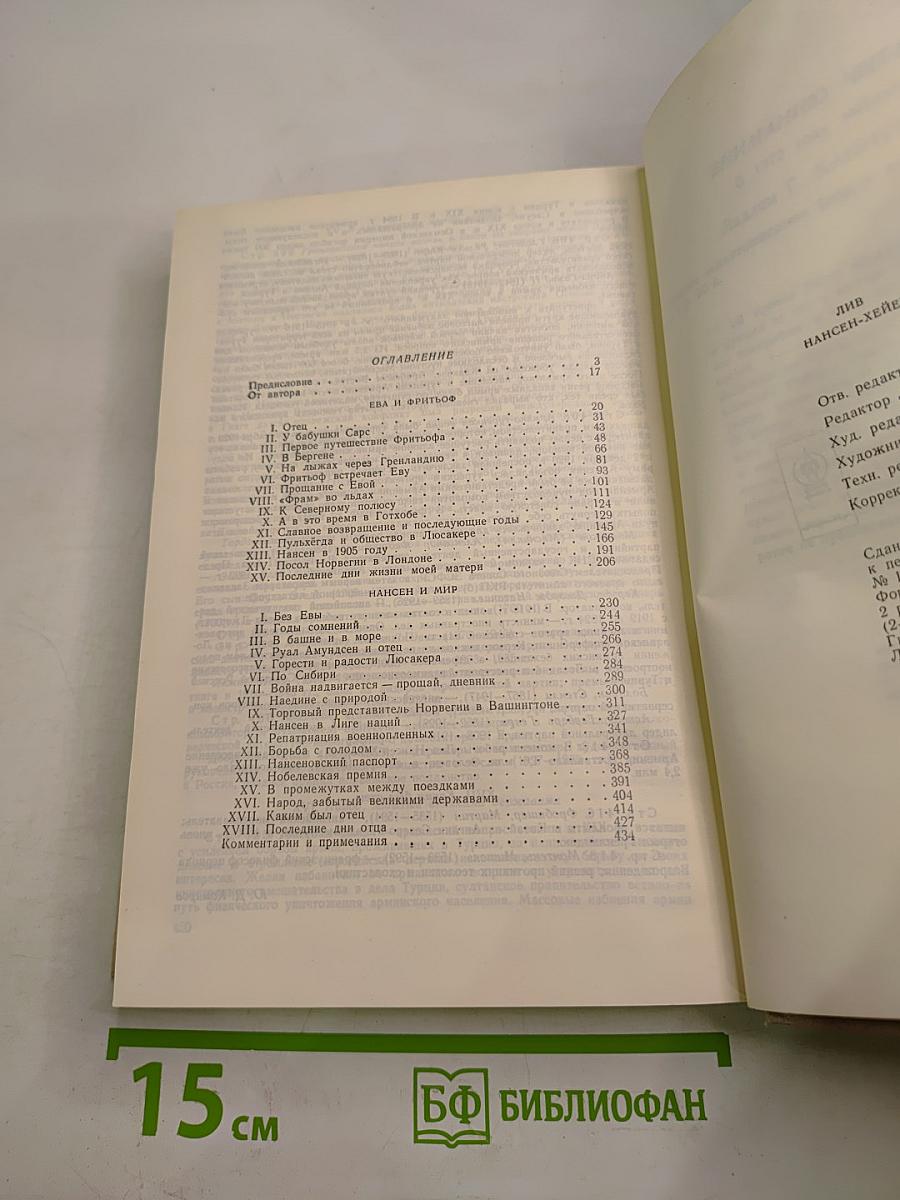 ОГЛАВЛЕНИЕ
Предисловие . . . 3
От автора . . . 17
ЕВА И ФРИТЬОФ
I. Отец . . . 20
II. У бабушки Сарс . . . 31
III. Первое путешествие Фритьофа . . . 43
IV. В Бергене . . . 48
V. На лыжах через Гренландию . . . 66
VI. Фритьоф встречает Еву . . . 81
VII. Прощание с Евой . . . 93
VIII. «Фрам» во льдах . . . 101
IX. К Северному полюсу . . . 111
X. А в это время в Готхобе . . . 124
XI. Славное возвращение и последующие годы . . . 129
XII. Пульхёгда и общество в Люсакере . . . 145
XIII. Нансен в 1905 году . . . 166
XIV. Посол Норвегии в Лондоне . . . 191
XV. Последние дни жизни моей матери . . . 206
НАНСЕН И МИР
I. Без Евы . . . 230
II. Годы сомнений . . . 244
III. В башне и в море . . . 255
IV. Руал Амундсен и отец . . . 266
V. Горести и радости Люсакера . . . 274
VI. По Сибири . . . 284
VII. Война надвигается — прощай, дневник . . . 289
VIII. Наедине с природой . . . 300
IX. Торговый представитель Норвегии в Вашингтоне . . . 311
X. Нансен в Лиге наций . . . 327
XI. Репатриация военнопленных . . . 341
XII. Борьба с голодом . . . 348
XIII. Нансеновский паспорт . . . 368
XIV. Нобелевская премия . . . 385
XV. В промежутках между поездками . . . 391
XVI. Народ, забытый великими державами . . . 404
XVII. Каким был отец . . . 414
XVIII. Последние дни отца . . . 427
Комментарии и примечания . . . 434
ЛИВ
НАНСЕН-ХЕЙЕ
Отв. редакт
Редактор
Худ. реда
Художни
Техн. ре
Коррек
Сдан
к пе
№
Фор
2
(2-
Г
Л
15 см
БФ БИБЛИОФАН